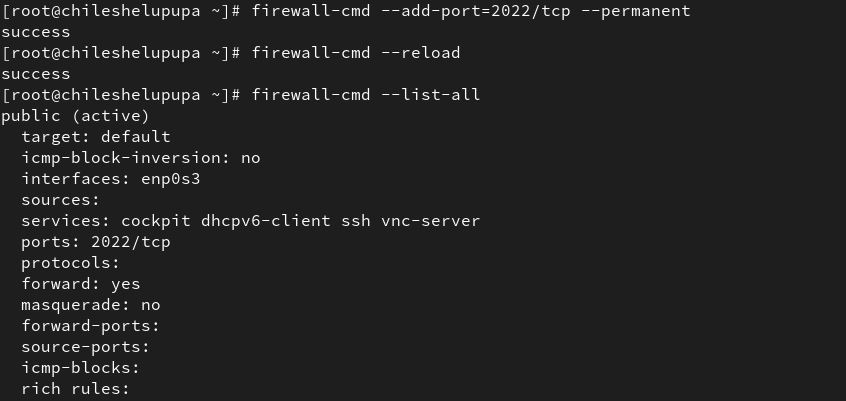 [root@chileshelupupa ~]# firewall-cmd --add-port=2022/tcp --permanent
success
[root@chileshelupupa ~]# firewall-cmd --reload
success
[root@chileshelupupa ~]# firewall-cmd --list-all
public (active)
  target: default
  icmp-block-inversion: no
  interfaces: enp0s3
  sources:
  services: cockpit dhcpv6-client ssh vnc-server
  ports: 2022/tcp
  protocols:
  forward: yes
  masquerade: no
  forward-ports:
  source-ports:
  icmp-blocks:
  rich rules: